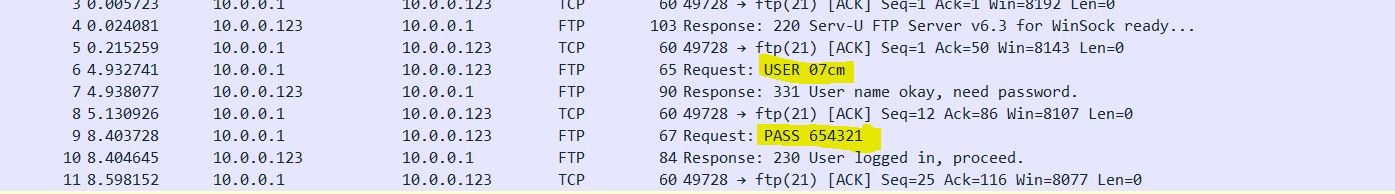 3 0.005723 10.0.0.1 10.0.0.123 TCP 60 49728 → ftp(21) [ACK] Seq=1 Ack=1 Win=8192 Len=0
4 0.024081 10.0.0.123 10.0.0.1 FTP 103 Response: 220 Serv-U FTP Server v6.3 for WinSock ready...
5 0.215259 10.0.0.1 10.0.0.123 TCP 60 49728 → ftp(21) [ACK] Seq=1 Ack=50 Win=8143 Len=0
6 4.932741 10.0.0.1 10.0.0.123 FTP 65 Request: USER 07cm
7 4.938077 10.0.0.123 10.0.0.1 FTP 90 Response: 331 User name okay, need password.
8 5.130926 10.0.0.1 10.0.0.123 TCP 60 49728 → ftp(21) [ACK] Seq=12 Ack=86 Win=8107 Len=0
9 8.403728 10.0.0.1 10.0.0.123 FTP 67 Request: PASS 654321
10 8.404645 10.0.0.123 10.0.0.1 FTP 84 Response: 230 User logged in, proceed.
11 8.598152 10.0.0.1 10.0.0.123 TCP 60 49728 → ftp(21) [ACK] Seq=25 Ack=116 Win=8077 Len=0